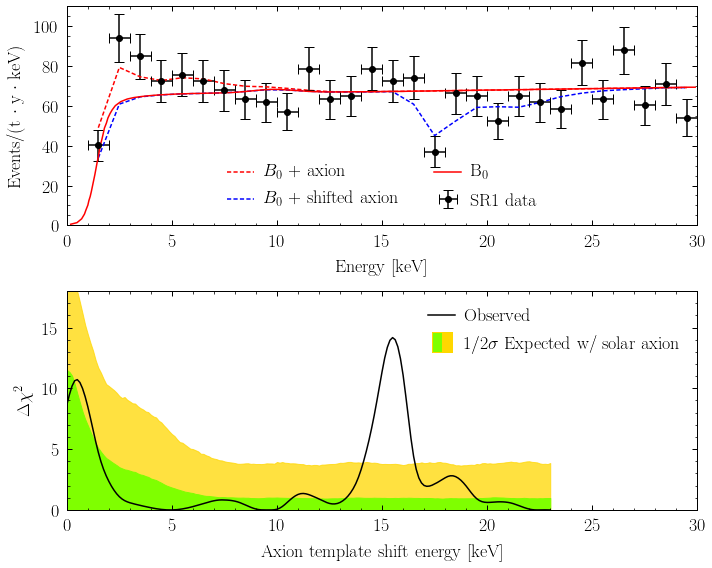 100
80
60
40
20
0
Events/(t · y · keV)
B₀ + axion
B₀ + shifted axion
B₀
SR1 data
0 5 10 15 20 25 30
Energy [keV]
15
10
5
0
Δχ²
Observed
1/2σ Expected w/ solar axion
0 5 10 15 20 25 30
Axion template shift energy [keV]